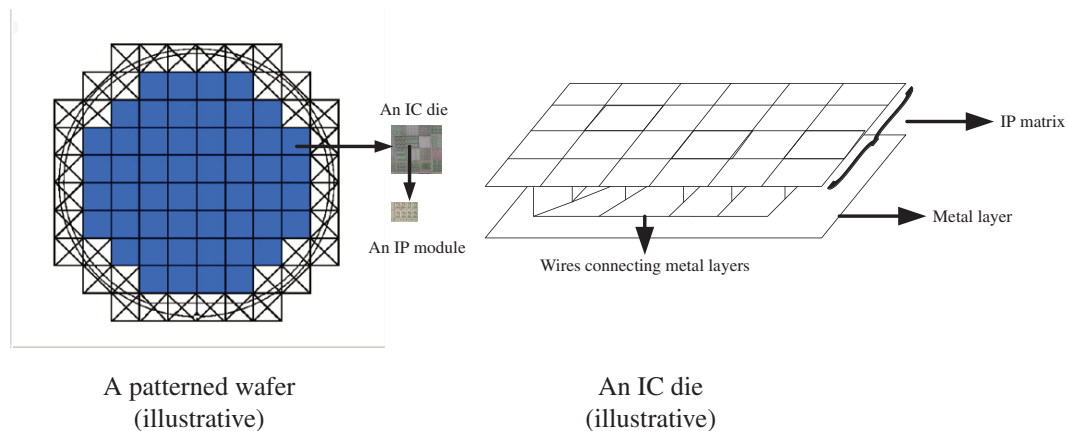 An IC die
An IP module
IP matrix
Metal layer
Wires connecting metal layers
A patterned wafer
(illustrative)
An IC die
(illustrative)